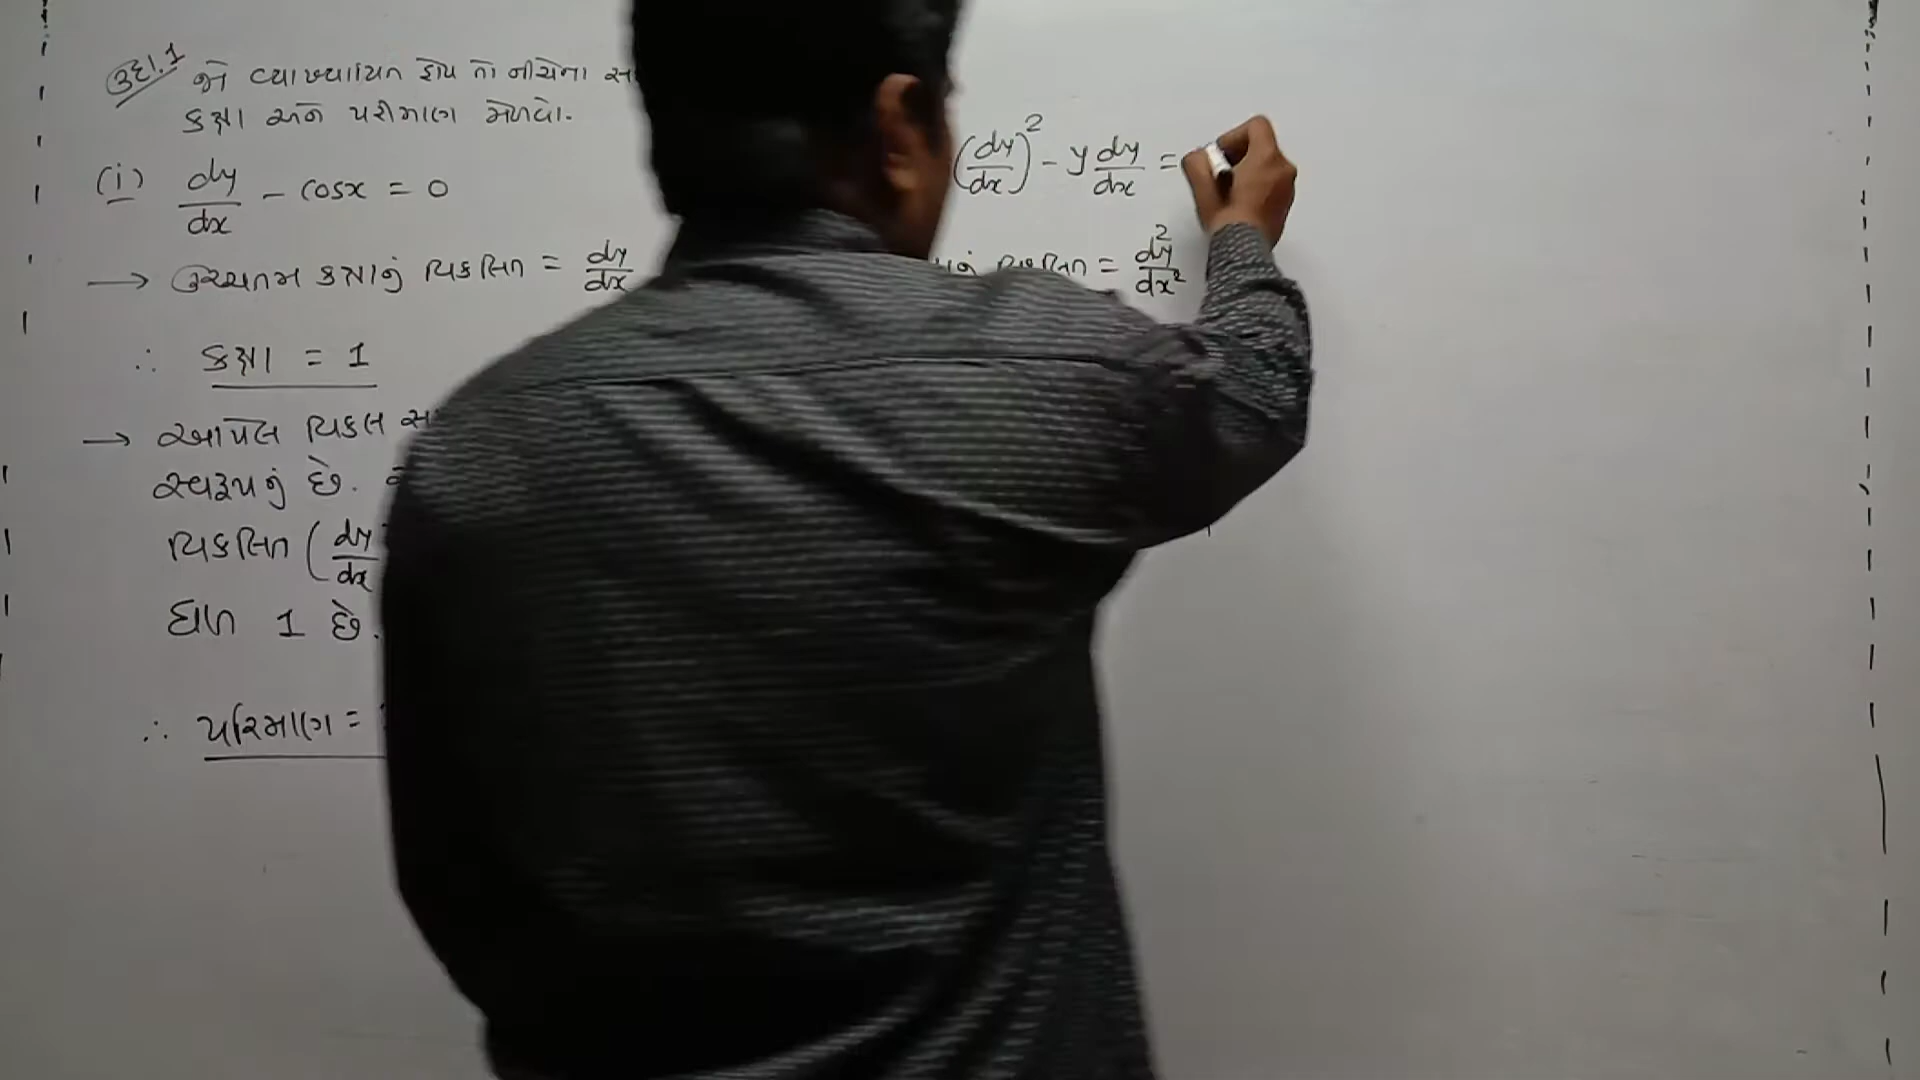 ઉદા.1 જો વ્યાખ્યાયિત હોય તો નીચેના
કક્ષા અને પરીમાણ મેળવો.
(i) dy/dx - cosx = 0
→ ઉચ્ચતમ કક્ષાનું વિકલિત = dy/dx
∴ કક્ષા = 1
→ આપેલ વિકલ
સ્વરૂપનું છે.
વિકલિત (dy/dx
ઘાત 1 છે.
∴ પરિમાણ =
(dy/dx)² - y dy/dx =
વિકલિત = d²y/dx²